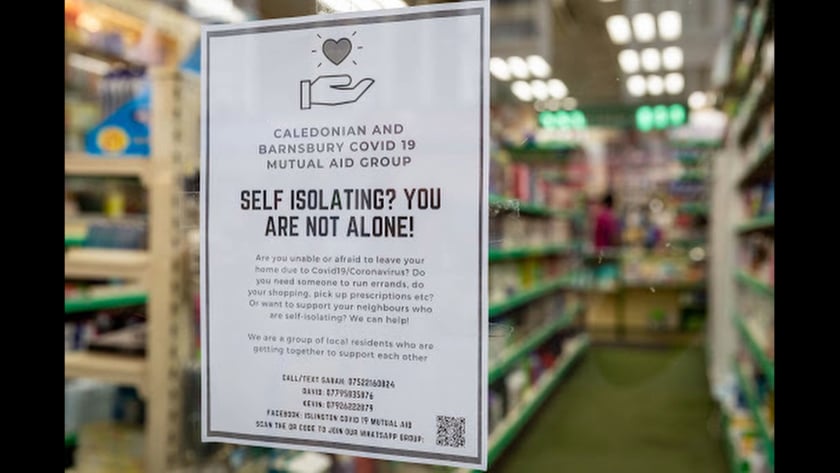 CALEDONIAN AND
BARNSBURY COVID 19
MUTUAL AID GROUP
SELF ISOLATING? YOU
ARE NOT ALONE!
Are you unable or afraid to leave your
home due to Covid19/Coronavirus? Do
you need someone to run errands, do
your shopping, pick up prescriptions etc?
Or want to support your neighbours who
are self-isolating? We can help!
We are a group of local residents who are
getting together to support each other
CALL/TEXT SARAH: 07522160824
DAVID: 07795835876
KEVIN: 07926222079
FACEBOOK: ISLINGTON COVID 19 MUTUAL AID
SCAN THE QR CODE TO JOIN OUR WHATSAPP GROUP: